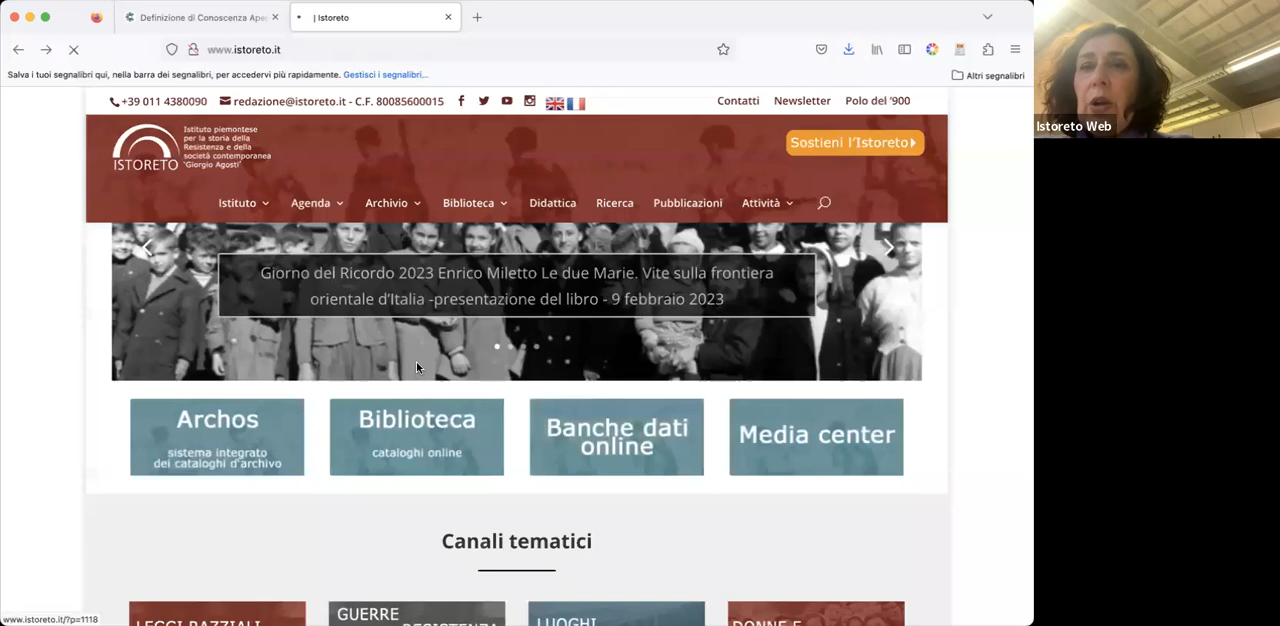 Definizione di Conoscenza Ape
| Istoreto
www.istoreto.it
Salva i tuoi segnalibri qui, nella barra dei segnalibri, per accedervi più rapidamente. Gestisci i segnalibri...
Altri segnalibri
+39 011 4380090 redazione@istoreto.it - C.F. 80085600015
Contatti Newsletter Polo del '900
ISTORETO
Istituto piemontese
per la storia della
Resistenza e della
società contemporanea
'Giorgio Agosti'
Sostieni l'Istoreto
Istituto Agenda Archivio Biblioteca Didattica Ricerca Pubblicazioni Attività
Giorno del Ricordo 2023 Enrico Miletto Le due Marie. Vite sulla frontiera
orientale d'Italia -presentazione del libro - 9 febbraio 2023
Archos
sistema integrato
dei cataloghi d'archivio
Biblioteca
cataloghi online
Banche dati
online
Media center
Canali tematici
LEGGI RAZZIALI
GUERRE
RESISTENZA
LUOGHI
DONNE E
www.istoreto.it/?p=1118
Istoreto Web